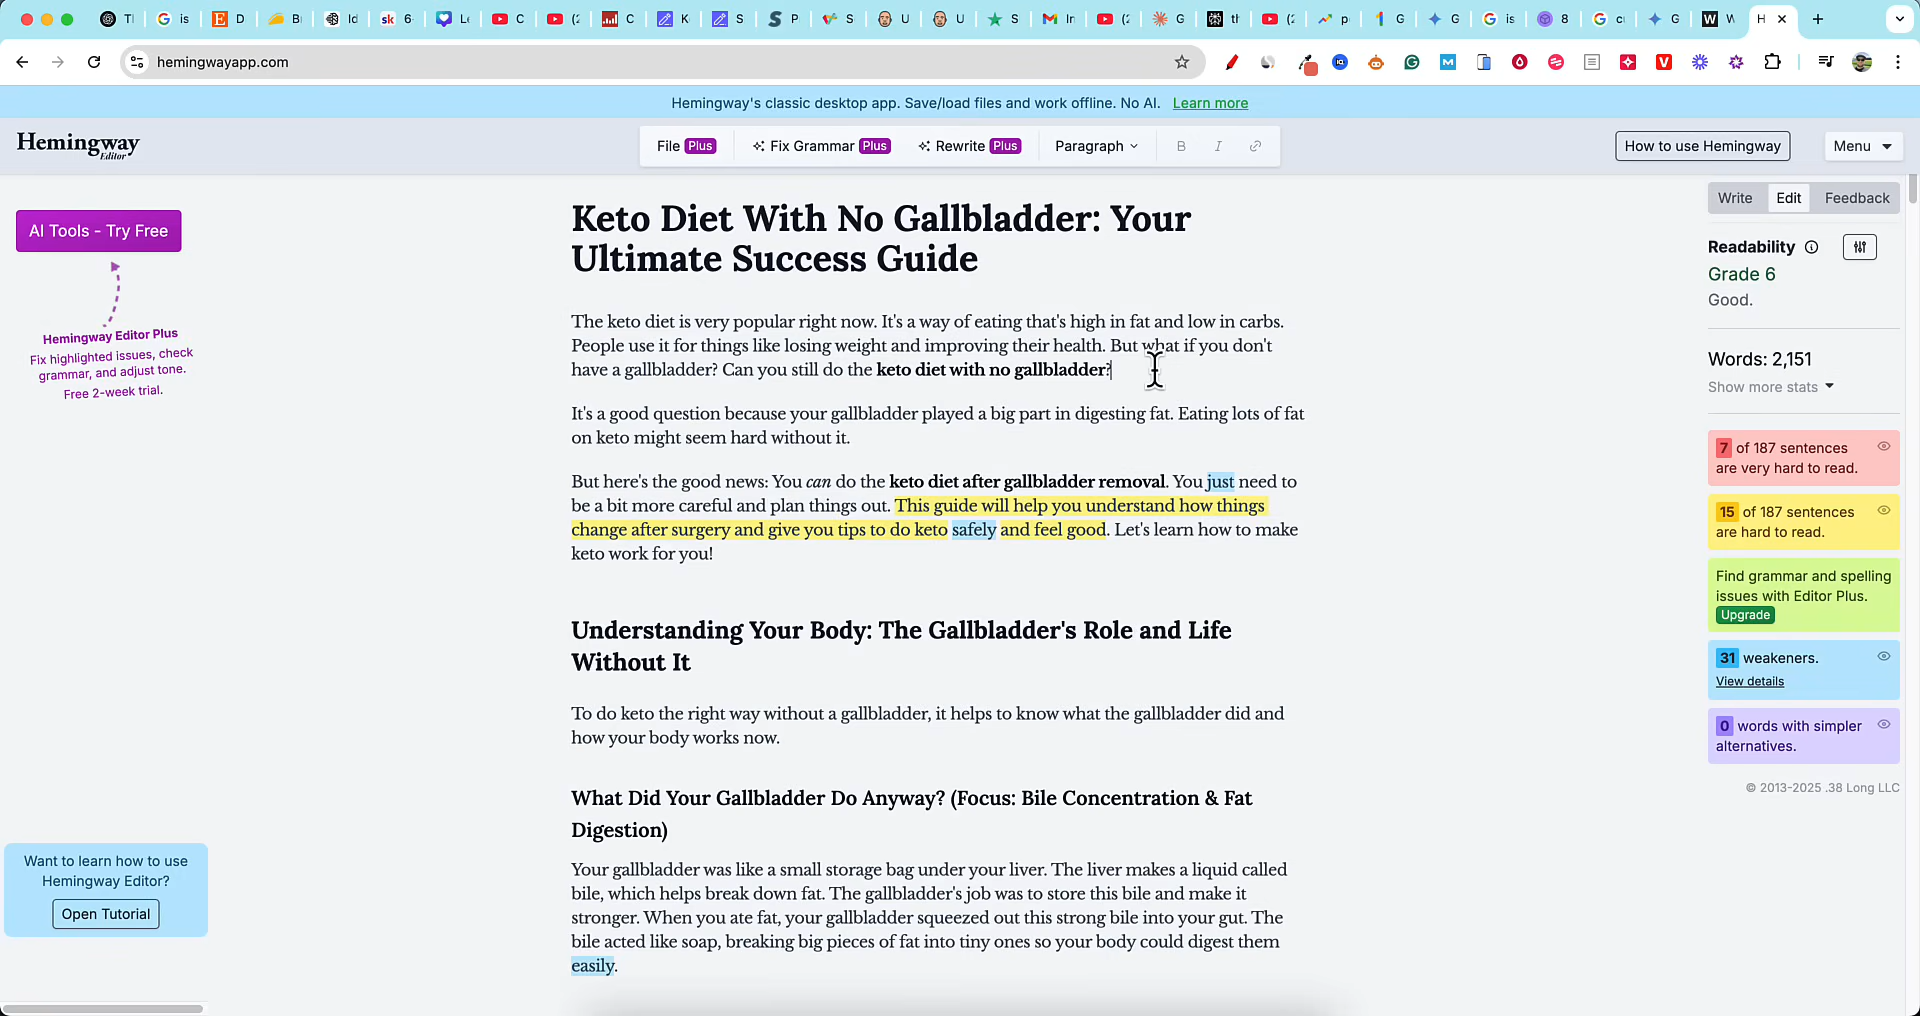 hemingwayapp.com
Hemingway's classic desktop app. Save/load files and work offline. No AI. Learn more
Hemingway
Editor
File Plus
Fix Grammar Plus
Rewrite Plus
Paragraph
B
I
How to use Hemingway
Menu
AI Tools - Try Free
Hemingway Editor Plus
Fix highlighted issues, check
grammar, and adjust tone.
Free 2-week trial.
Want to learn how to use
Hemingway Editor?
Open Tutorial
Keto Diet With No Gallbladder: Your
Ultimate Success Guide
The keto diet is very popular right now. It's a way of eating that's high in fat and low in carbs.
People use it for things like losing weight and improving their health. But what if you don't
have a gallbladder? Can you still do the keto diet with no gallbladder?
It's a good question because your gallbladder played a big part in digesting fat. Eating lots of fat
on keto might seem hard without it.
But here's the good news: You can do the keto diet after gallbladder removal. You just need to
be a bit more careful and plan things out. This guide will help you understand how things
change after surgery and give you tips to do keto safely and feel good. Let's learn how to make
keto work for you!
Understanding Your Body: The Gallbladder's Role and Life
Without It
To do keto the right way without a gallbladder, it helps to know what the gallbladder did and
how your body works now.
What Did Your Gallbladder Do Anyway? (Focus: Bile Concentration & Fat
Digestion)
Your gallbladder was like a small storage bag under your liver. The liver makes a liquid called
bile, which helps break down fat. The gallbladder's job was to store this bile and make it
stronger. When you ate fat, your gallbladder squeezed out this strong bile into your gut. The
bile acted like soap, breaking big pieces of fat into tiny ones so your body could digest them
easily.
Write
Edit
Feedback
Readability
Grade 6
Good.
Words: 2,151
Show more stats
7 of 187 sentences
are very hard to read.
15 of 187 sentences
are hard to read.
Find grammar and spelling
issues with Editor Plus.
Upgrade
31 weakeners.
View details
0 words with simpler
alternatives.
© 2013-2025 .38 Long LLC